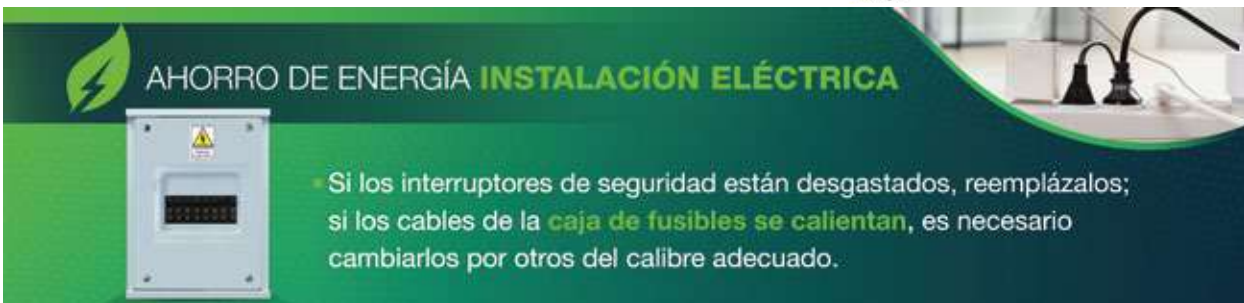 AHORRO DE ENERGÍA INSTALACIÓN ELÉCTRICA
Si los interruptores de seguridad están desgastados, reemplázalos;
si los cables de la caja de fusibles se calientan, es necesario
cambiarlos por otros del calibre adecuado.